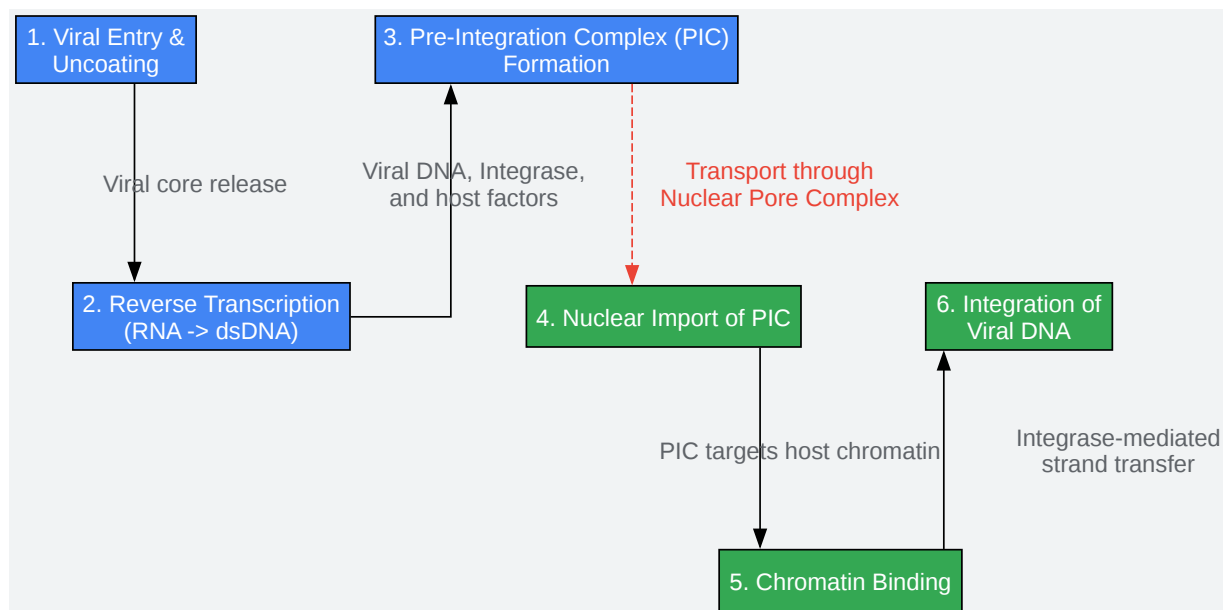 1. Viral Entry &
Uncoating
Viral core release
2. Reverse Transcription
(RNA -> dsDNA)
Viral DNA, Integrase,
and host factors
3. Pre-Integration Complex (PIC)
Formation
Transport through
Nuclear Pore Complex
4. Nuclear Import of PIC
PIC targets host chromatin
5. Chromatin Binding
Integrase-mediated
strand transfer
6. Integration of
Viral DNA